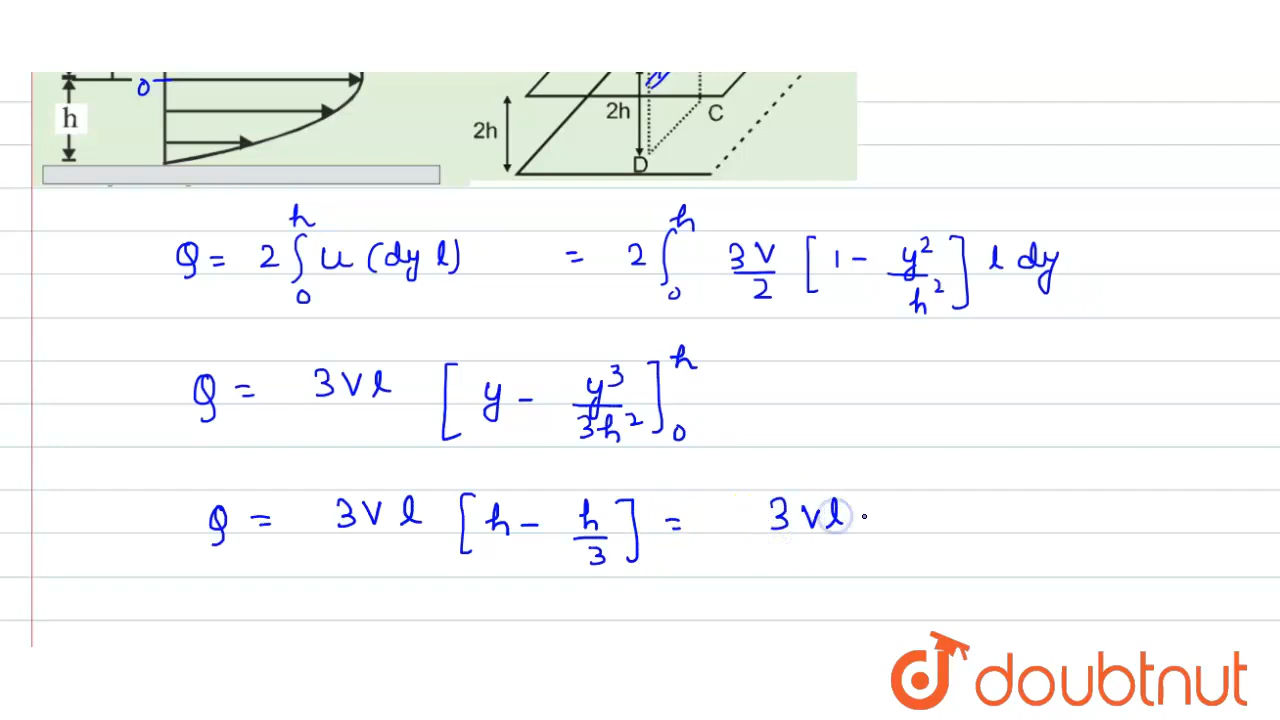 0
h
2h
2h
C
D
Q = 2 ∫₀ʰ u (dy l) = 2 ∫₀ʰ 3V/2 [1 - y²/h²] l dy
Q = 3Vl [y - y³/3h²]₀ʰ
Q = 3Vl [h - h/3] = 3Vl
doubtnut